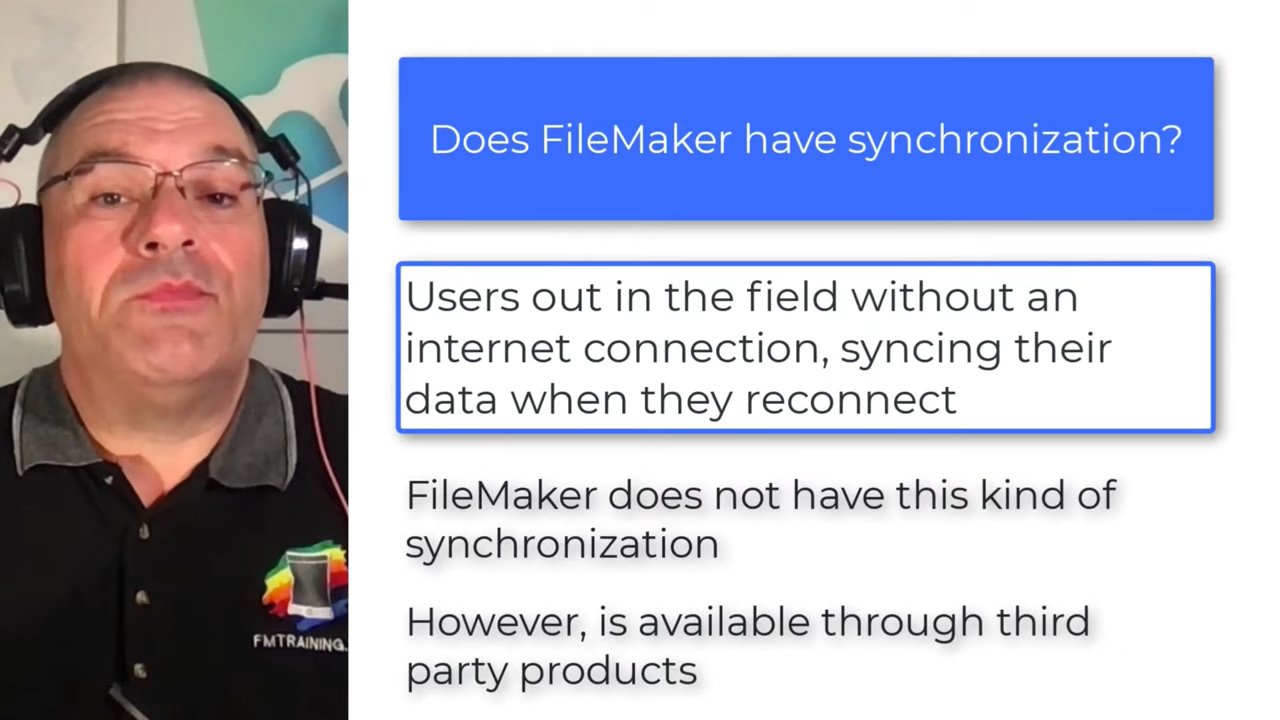 Does FileMaker have synchronization?
Users out in the field without an
internet connection, syncing their
data when they reconnect
FileMaker does not have this kind of
synchronization
However, is available through third
party products
FMTRAINING.